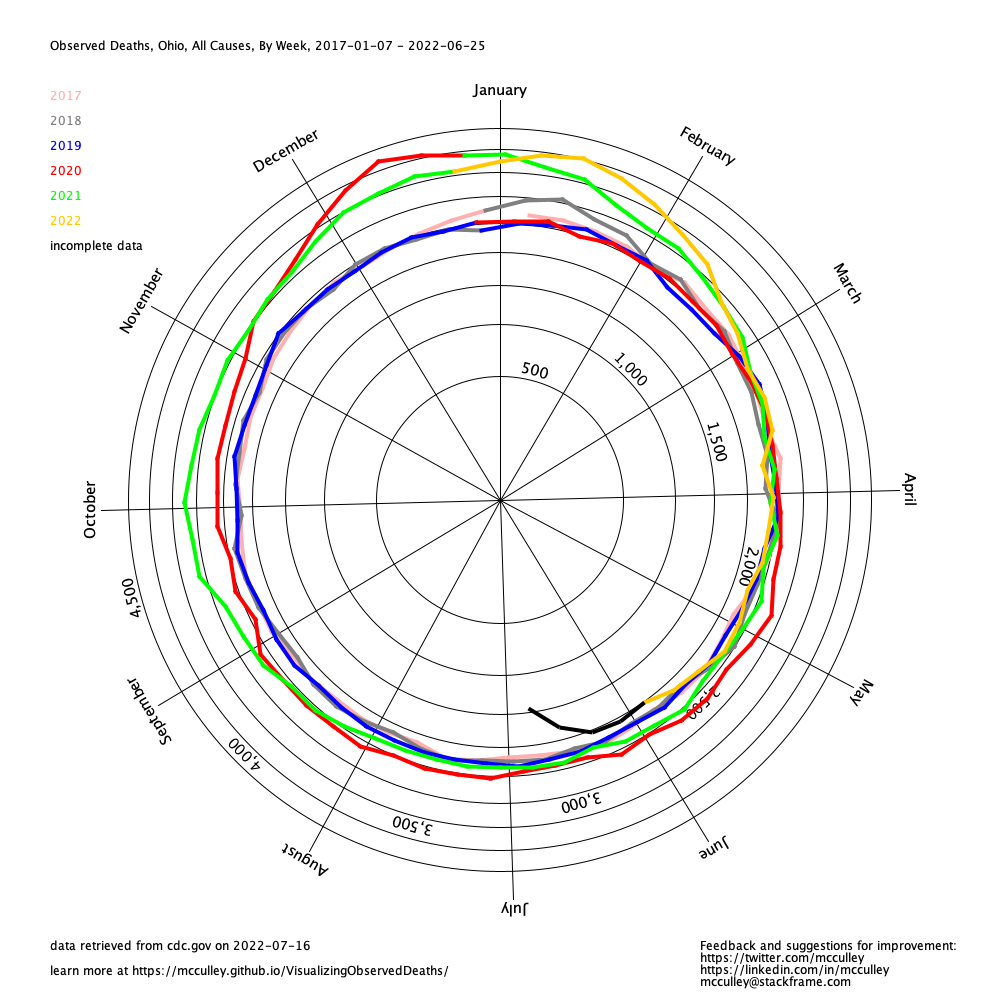 Observed Deaths, Ohio, All Causes, By Week, 2017-01-07 - 2022-06-25
January
2017
2018
2019
2020
2021
2022
incomplete data
December
February
November
March
500
1,000
1,500
October
April
2,000
4,500
September
May
2,500
4,000
3,500
3,000
August
June
July
data retrieved from cdc.gov on 2022-07-16
learn more at https://mcculley.github.io/VisualizingObservedDeaths/
Feedback and suggestions for improvement:
https://twitter.com/mcculley
https://linkedin.com/in/mcculley
mcculley@stackframe.com